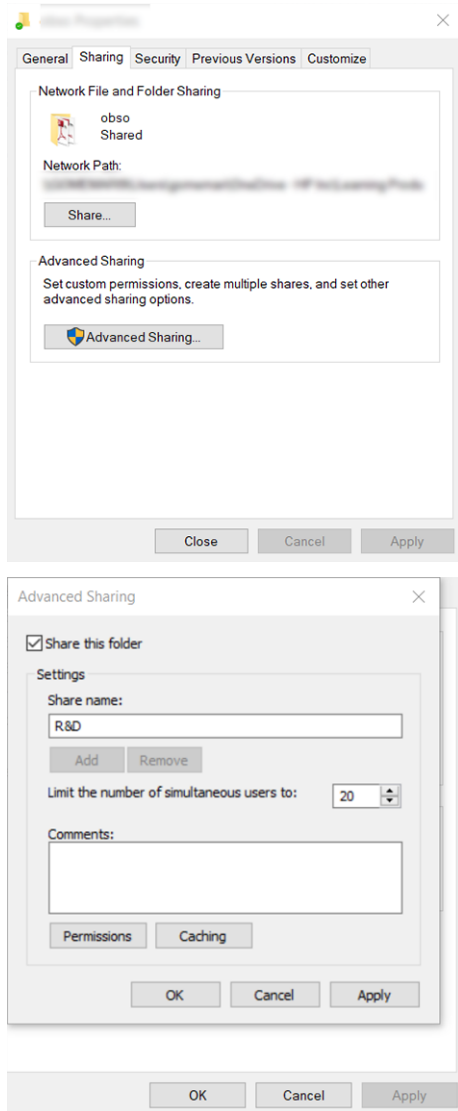 General Sharing Security Previous Versions Customize
Network File and Folder Sharing
obso
Shared
Network Path:
Share...
Advanced Sharing
Set custom permissions, create multiple shares, and set other
advanced sharing options.
Advanced Sharing...
Close Cancel Apply
Advanced Sharing
Share this folder
Settings
Share name:
R&D
Add Remove
Limit the number of simultaneous users to: 20
Comments:
Permissions Caching
OK Cancel Apply
OK Cancel Apply